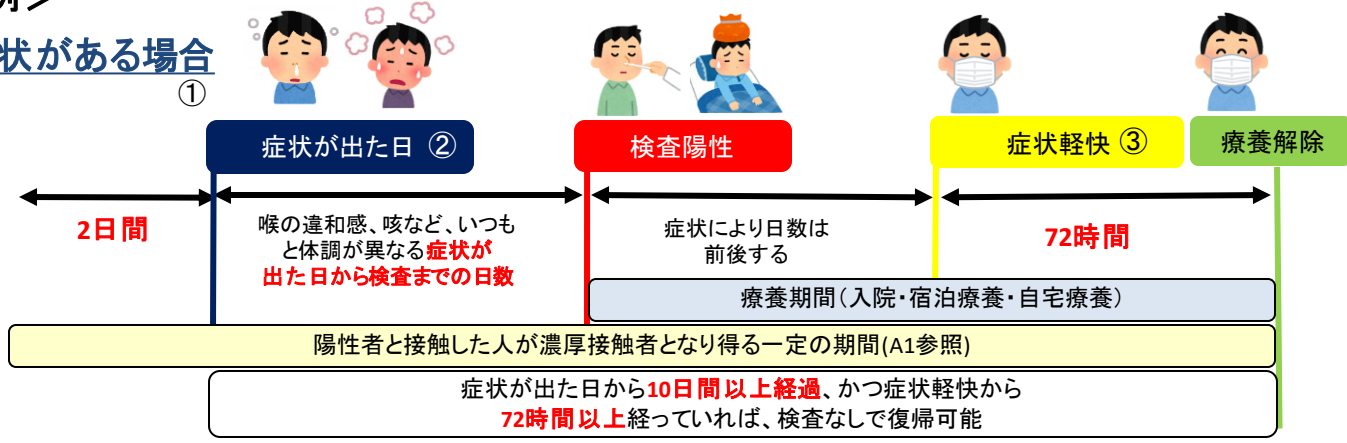 状がある場合
①
症状が出た日 ②
検査陽性
症状軽快 ③
療養解除
2日間
喉の違和感、咳など、いつも
と体調が異なる症状が
出た日から検査までの日数
症状により日数は
前後する
72時間
療養期間(入院・宿泊療養・自宅療養)
陽性者と接触した人が濃厚接触者となり得る一定の期間(A1参照)
症状が出た日から10日間以上経過、かつ症状軽快から
72時間以上経っていれば、検査なしで復帰可能